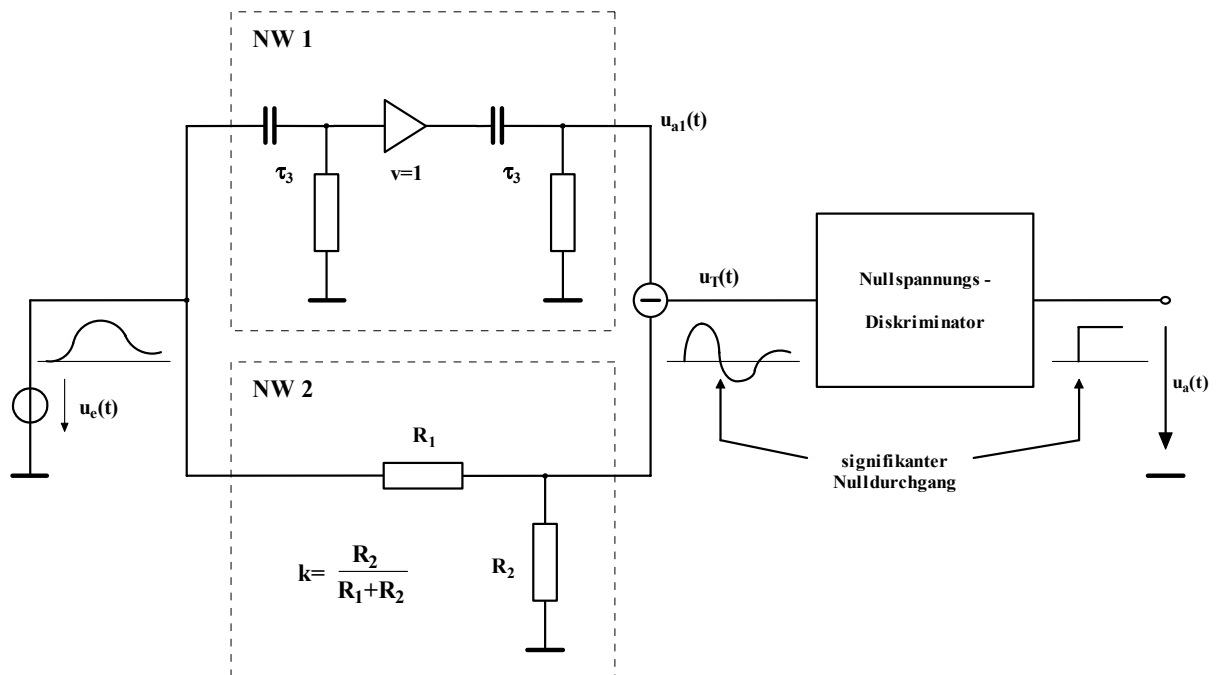 NW 1
u_a1(t)
τ₃
v=1
τ₃
u_T(t)
Nullspannungs -
Diskriminator
u_e(t)
NW 2
R₁
u_a(t)
signifikanter
Nulldurchgang
R₂
k= R₂
R₁+R₂